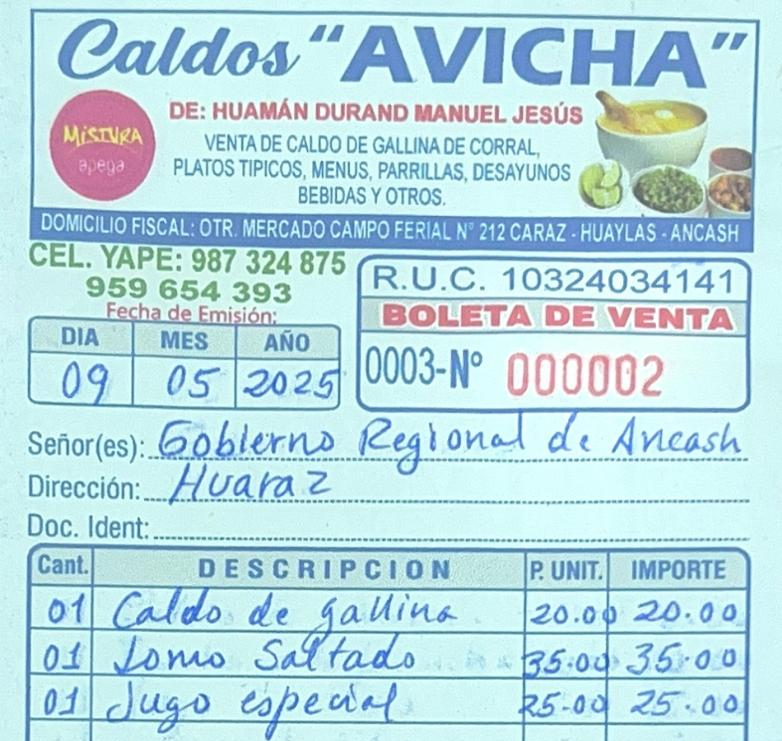 Caldos "AVICHA"
MISTURA
apega
DE: HUAMÁN DURAND MANUEL JESÚS
VENTA DE CALDO DE GALLINA DE CORRAL,
PLATOS TIPICOS, MENUS, PARRILLAS, DESAYUNOS
BEBIDAS Y OTROS.
DOMICILIO FISCAL: OTR. MERCADO CAMPO FERIAL N° 212 CARAZ - HUAYLAS - ANCASH
CEL. YAPE: 987 324 875
959 654 393
R.U.C. 10324034141
BOLETA DE VENTA
0003-N° 000002
Fecha de Emisión:
DIA MES AÑO
09 05 2025
Señor(es): Gobierno Regional de Ancash
Dirección: Huaraz
Doc. Ident:
Cant. DESCRIPCION P. UNIT. IMPORTE
01 Caldo de gallina 20.00 20.00
01 Lomo Saltado 35.00 35.00
01 Jugo especial 25.00 25.00